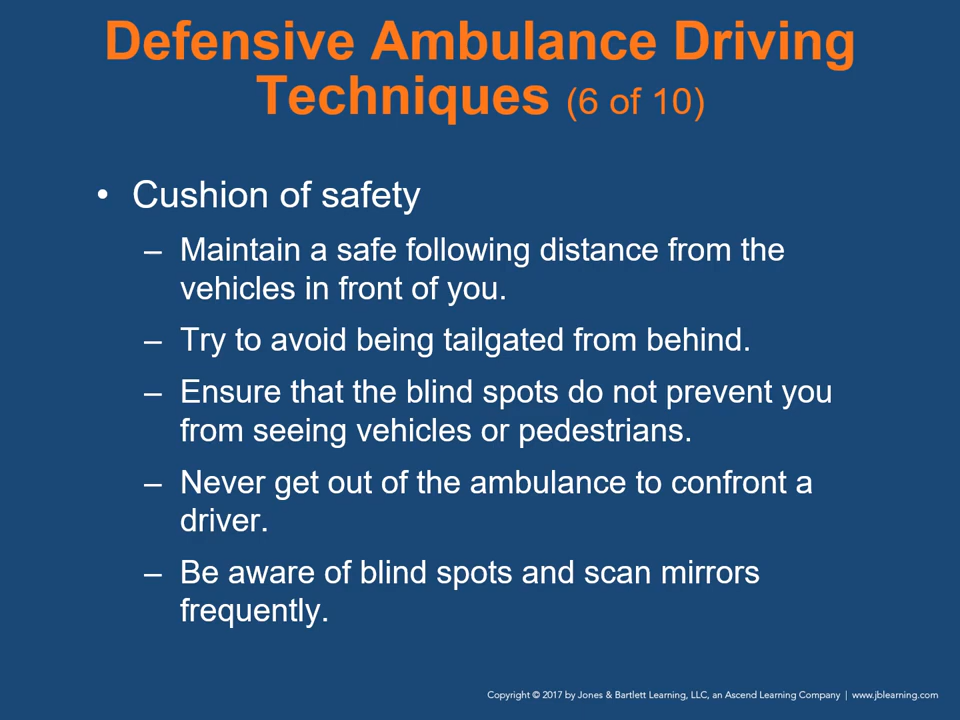 Defensive Ambulance Driving
Techniques (6 of 10)
• Cushion of safety
– Maintain a safe following distance from the
vehicles in front of you.
– Try to avoid being tailgated from behind.
– Ensure that the blind spots do not prevent you
from seeing vehicles or pedestrians.
– Never get out of the ambulance to confront a
driver.
– Be aware of blind spots and scan mirrors
frequently.
Copyright © 2017 by Jones & Bartlett Learning, LLC, an Ascend Learning Company | www.jblearning.com